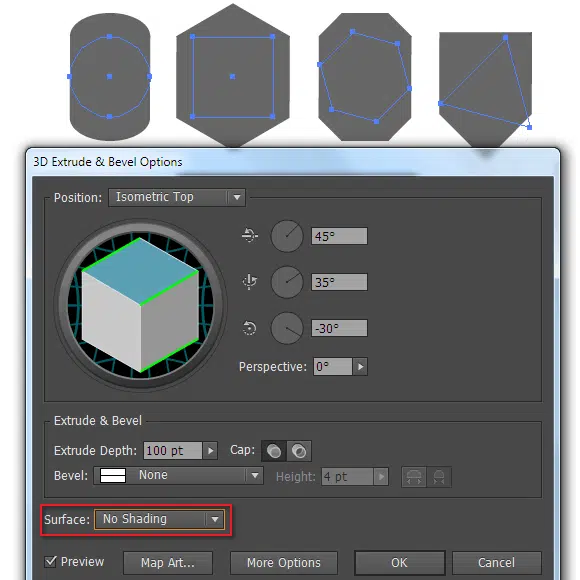 3D Extrude & Bevel Options
Position: Isometric Top
45°
35°
-30°
Perspective: 0°
Extrude & Bevel
Extrude Depth: 100 pt Cap:
Bevel: None Height: 4 pt
Surface: No Shading
Preview Map Art... More Options OK Cancel